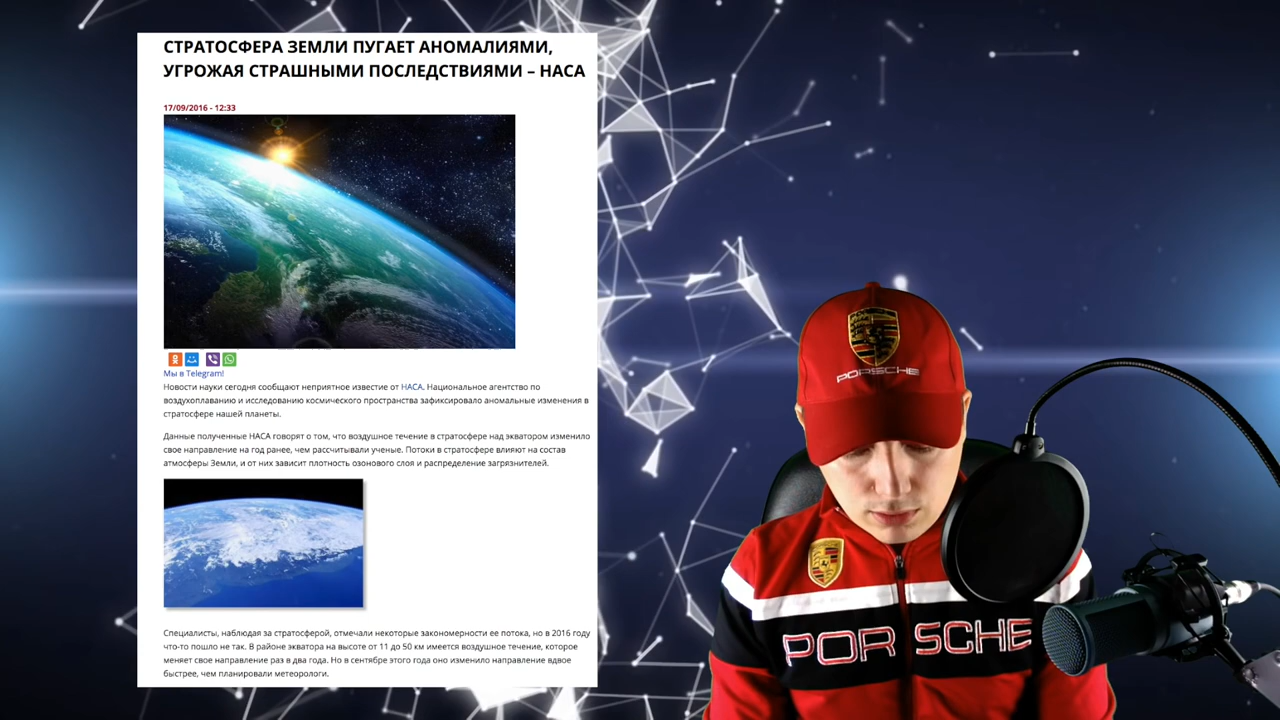 СТРАТОСФЕРА ЗЕМЛИ ПУГАЕТ АНОМАЛИЯМИ,
УГРОЖАЯ СТРАШНЫМИ ПОСЛЕДСТВИЯМИ – НАСА
17/09/2016 - 12:33
Мы в Telegram!
Новости науки сегодня сообщают неприятное известие от НАСА. Национальное агентство по
воздухоплаванию и исследованию космического пространства зафиксировало аномальные изменения в
стратосфере нашей планеты.
Данные полученные НАСА говорят о том, что воздушное течение в стратосфере над экватором изменило
свое направление на год ранее, чем рассчитывали ученые. Потоки в стратосфере влияют на состав
атмосферы Земли, и от них зависит плотность озонового слоя и распределение загрязнителей.
Специалисты, наблюдая за стратосферой, отмечали некоторые закономерности ее потока, но в 2016 году
что-то пошло не так. В районе экватора на высоте от 11 до 50 км имеется воздушное течение, которое
меняет свое направление раз в два года. Но в сентябре этого года оно изменило направление вдвое
быстрее, чем планировали метеорологи.
PORSCHE
PORSCHE